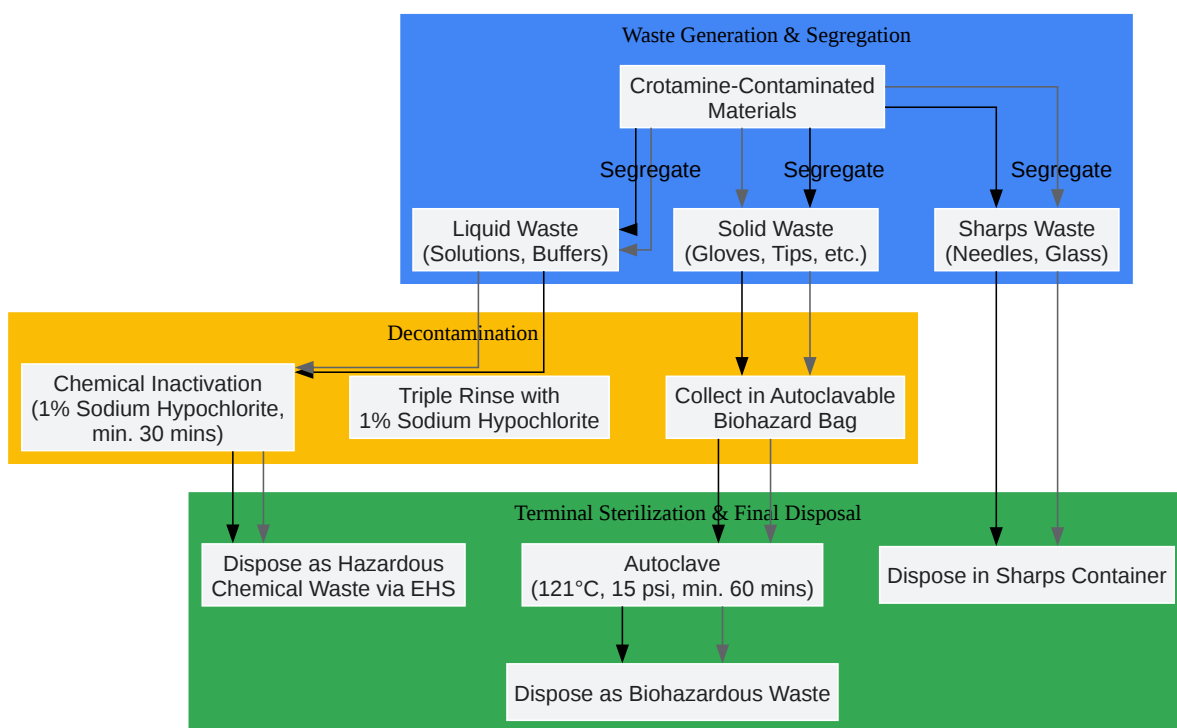 Waste Generation & Segregation
Crotamine-Contaminated
Materials
Segregate
Segregate
Segregate
Liquid Waste
(Solutions, Buffers)
Solid Waste
(Gloves, Tips, etc.)
Sharps Waste
(Needles, Glass)
Decontamination
Chemical Inactivation
(1% Sodium Hypochlorite,
min. 30 mins)
Triple Rinse with
1% Sodium Hypochlorite
Collect in Autoclavable
Biohazard Bag
Terminal Sterilization & Final Disposal
Dispose as Hazardous
Chemical Waste via EHS
Autoclave
(121°C, 15 psi, min. 60 mins)
Dispose in Sharps Container
Dispose as Biohazardous Waste